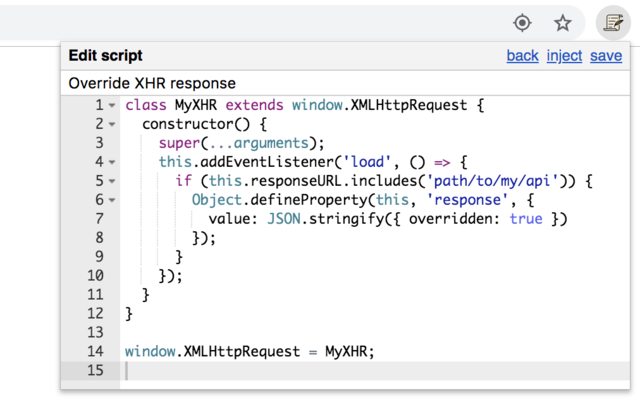 Edit script back inject save
Override XHR response
1 class MyXHR extends window.XMLHttpRequest {
2   constructor() {
3     super(...arguments);
4     this.addEventListener('load', () => {
5       if (this.responseURL.includes('path/to/my/api')) {
6         Object.defineProperty(this, 'response', {
7           value: JSON.stringify({ overridden: true })
8         });
9       }
10     });
11   }
12 }
13
14 window.XMLHttpRequest = MyXHR;
15